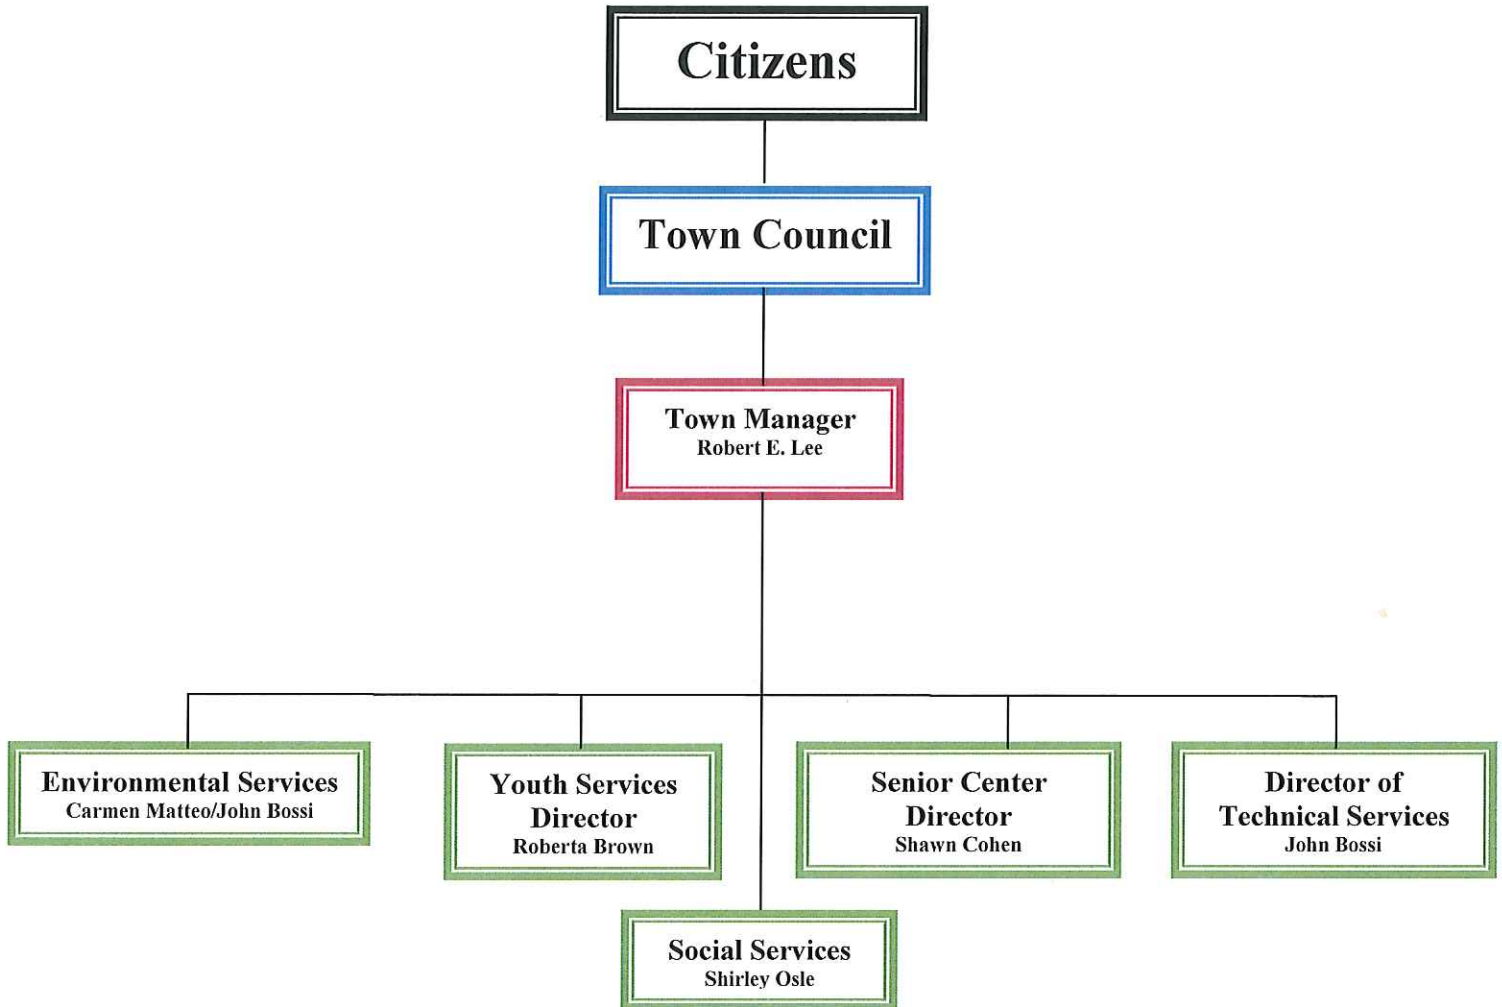 Citizens
Town Council
Town Manager
Robert E. Lee
Environmental Services
Carmen Matteo/John Bossi
Youth Services
Director
Roberta Brown
Senior Center
Director
Shawn Cohen
Director of
Technical Services
John Bossi
Social Services
Shirley Osle